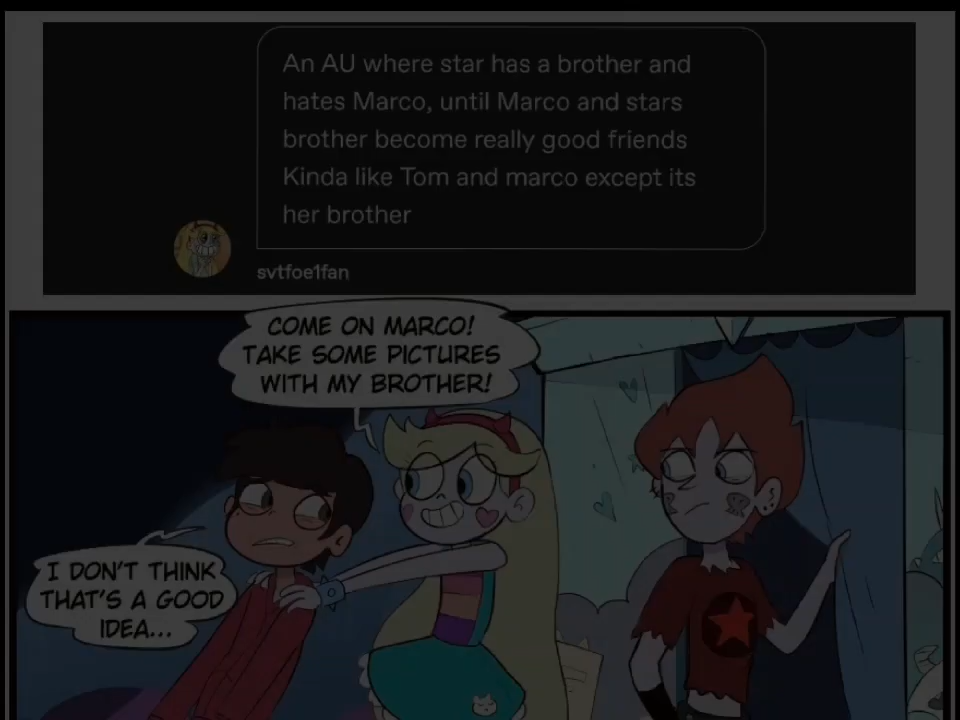 An AU where star has a brother and
hates Marco, until Marco and stars
brother become really good friends
Kinda like Tom and marco except its
her brother
svtfoe1fan
COME ON MARCO!
TAKE SOME PICTURES
WITH MY BROTHER!
I DON'T THINK
THAT'S A GOOD
IDEA...